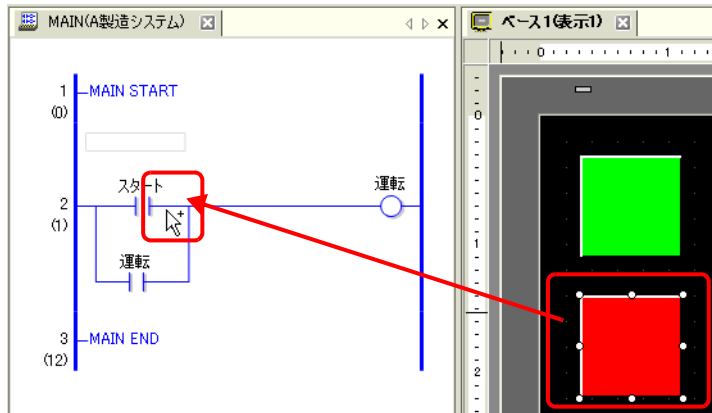 MAIN(A製造システム)
ベース1(表示1)
0 1
1 MAIN START
(0)
スタート
運転
2
(1)
運転
3 MAIN END
(12)
0
1
2